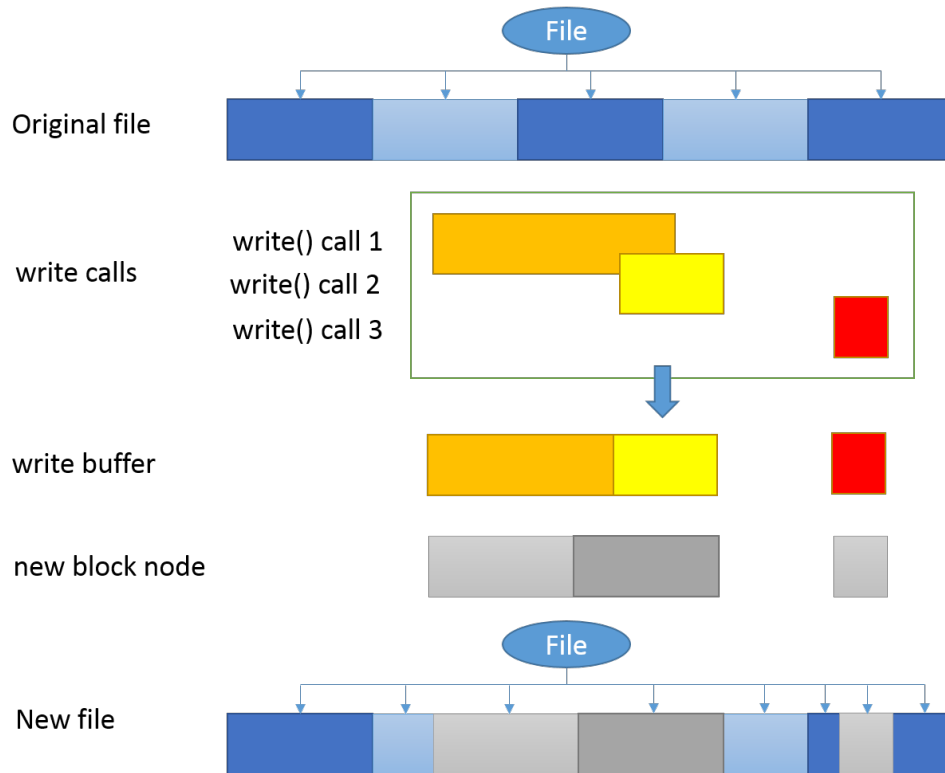 File
Original file
write() call 1
write calls
write() call 2
write() call 3
write buffer
new block node
File
New file